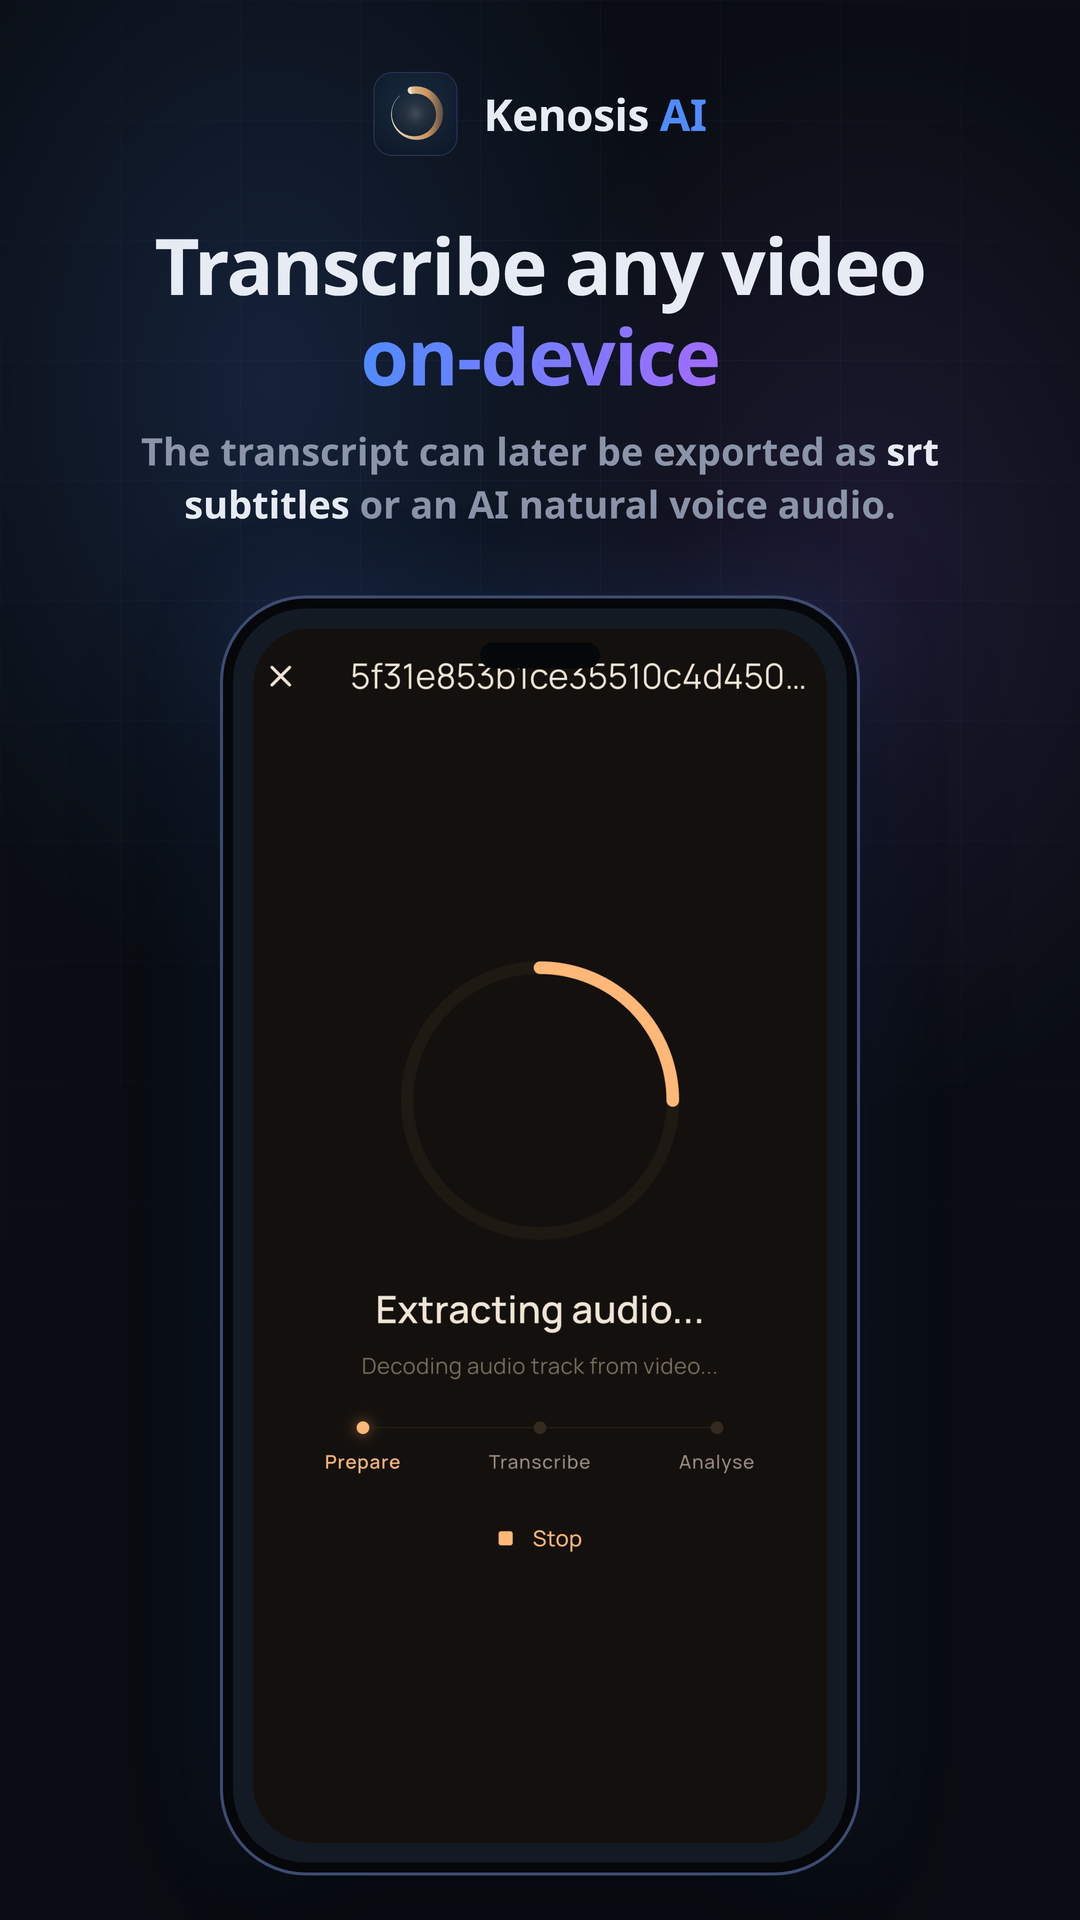 Kenosis AI
Transcribe any video
on-device
The transcript can later be exported as srt
subtitles or an AI natural voice audio.
5f31e853b1ce35510c4d450...
Extracting audio...
Decoding audio track from video...
Prepare Transcribe Analyse
Stop